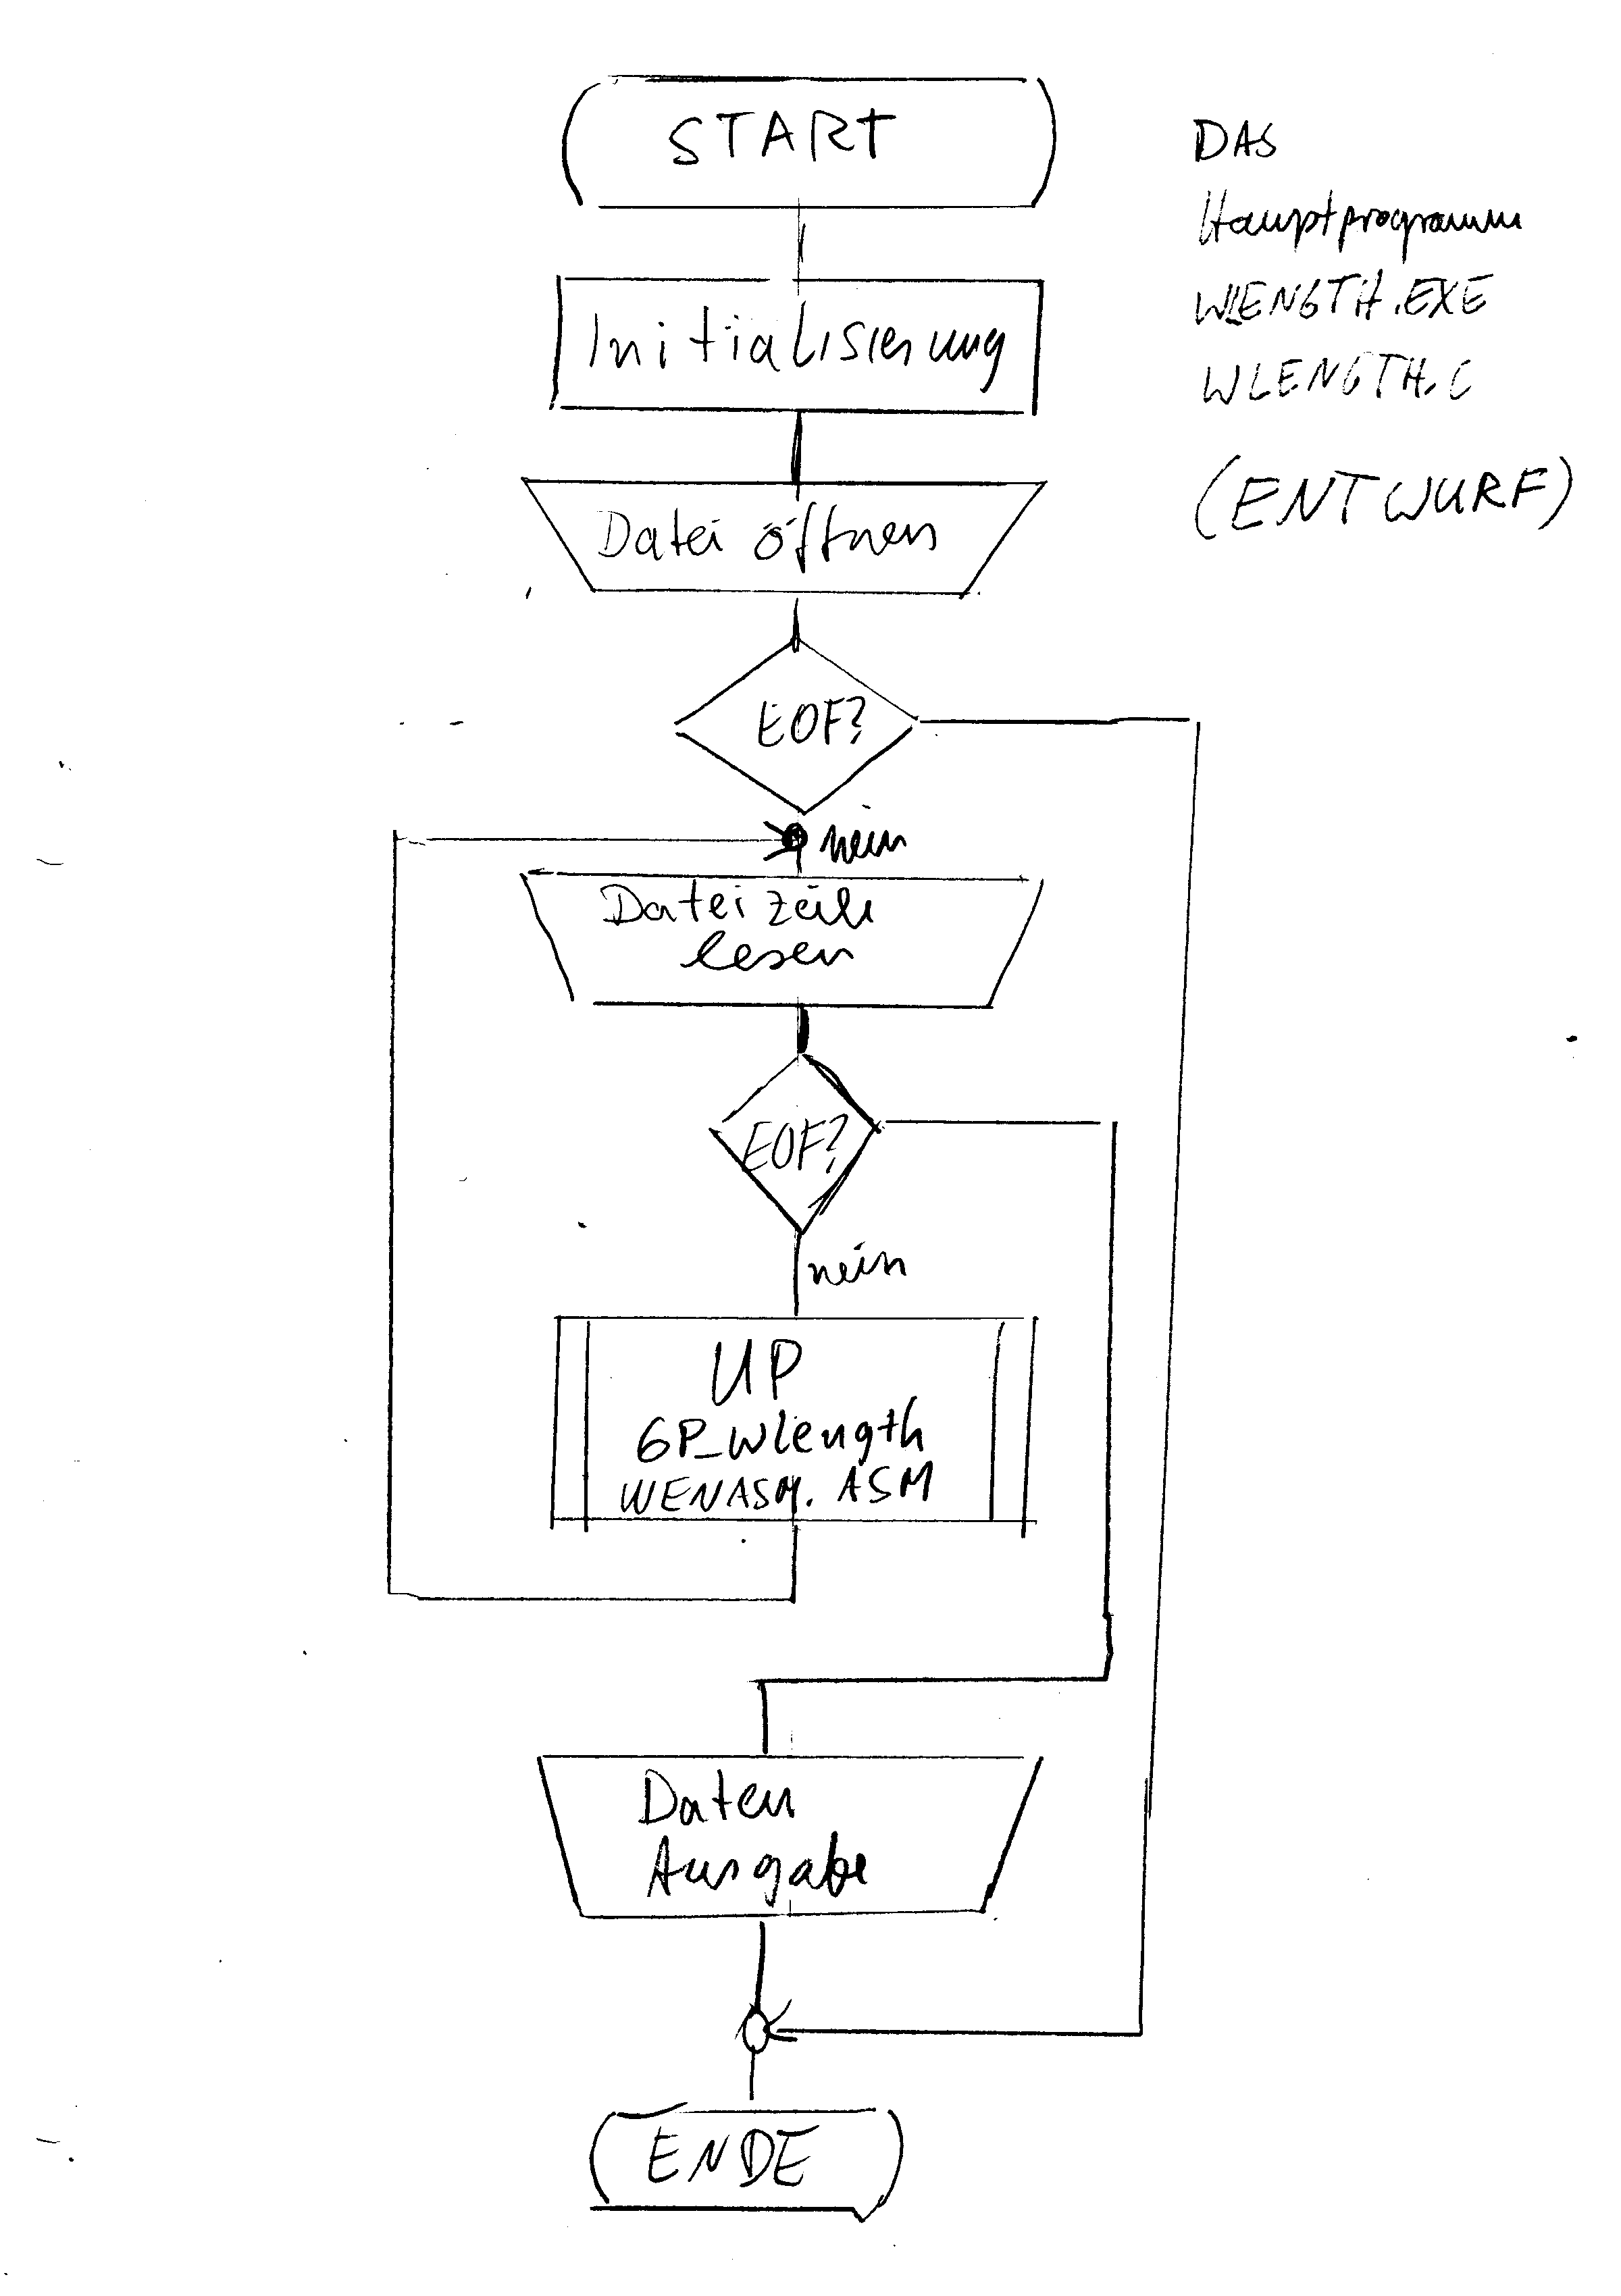 START
DAS
Hauptprogramm
WLENGTH.EXE
WLENGTH.C
(ENTWURF)
Initialisierung
Datei öffnen
EOF?
nein
Dateizeile
lesen
EOF?
nein
UP
GP_wlength
WENASM.ASM
Daten
Ausgabe
ENDE